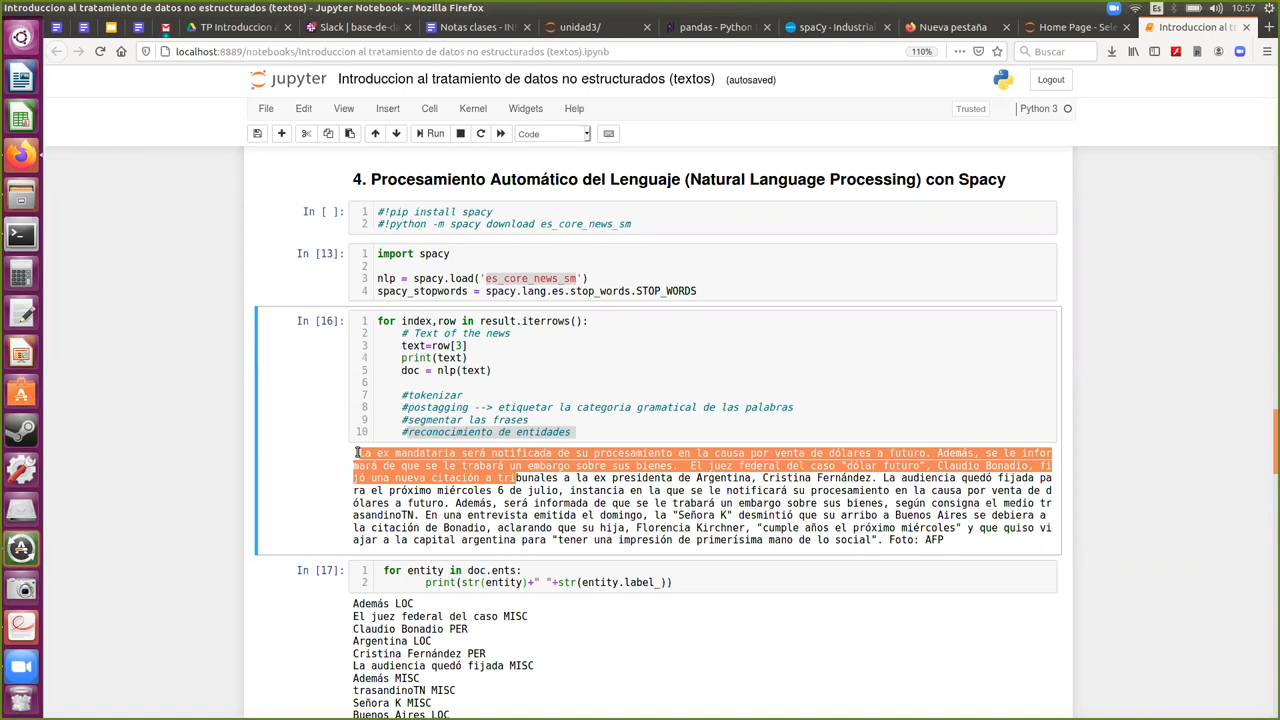 Introduccion al tratamiento de datos no estructurados (textos) - Jupyter Notebook - Mozilla Firefox
Es
10:57
TP Introduccion a
Slack | base-de-
Notas de clases - IN
unidad3/
pandas - Python
spaCy · Industrial
Nueva pestaña
Home Page - Sele
Introduccion al t
localhost:8889/notebooks/Introduccion al tratamiento de datos no estructurados (textos).ipynb
110%
Buscar
jupyter Introduccion al tratamiento de datos no estructurados (textos) (autosaved)
Logout
File Edit View Insert Cell Kernel Widgets Help
Trusted
Python 3
Run
Code
4. Procesamiento Automático del Lenguaje (Natural Language Processing) con Spacy
In [ ]:
1 #!pip install spacy
2 #!python -m spacy download es_core_news_sm
In [13]:
1 import spacy
2
3 nlp = spacy.load('es_core_news_sm')
4 spacy_stopwords = spacy.lang.es.stop_words.STOP_WORDS
In [16]:
1 for index,row in result.iterrows():
2 # Text of the news
3 text=row[3]
4 print(text)
5 doc = nlp(text)
6
7 #tokenizar
8 #postagging --> etiquetar la categoria gramatical de las palabras
9 #segmentar las frases
10 #reconocimiento de entidades
La ex mandataria será notificada de su procesamiento en la causa por venta de dólares a futuro. Además, se le infor
mará de que se le trabará un embargo sobre sus bienes.  El juez federal del caso "dólar futuro", Claudio Bonadio, fi
jó una nueva citación a tribunales a la ex presidenta de Argentina, Cristina Fernández. La audiencia quedó fijada pa
ra el próximo miércoles 6 de julio, instancia en la que se le notificará su procesamiento en la causa por venta de d
ólares a futuro. Además, será informada de que se le trabará un embargo sobre sus bienes, según consigna el medio tr
asandinoTN. En una entrevista emitida el domingo, la "Señora K" desmintió que su arribo a Buenos Aires se debiera a
la citación de Bonadio, aclarando que su hija, Florencia Kirchner, "cumple años el próximo miércoles" y que quiso vi
ajar a la capital argentina para "tener una impresión de primerísima mano de lo social". Foto: AFP
In [17]:
1 for entity in doc.ents:
2 print(str(entity)+" "+str(entity.label_))
Además LOC
El juez federal del caso MISC
Claudio Bonadio PER
Argentina LOC
Cristina Fernández PER
La audiencia quedó fijada MISC
Además MISC
trasandinoTN MISC
Señora K MISC
Buenos Aires LOC